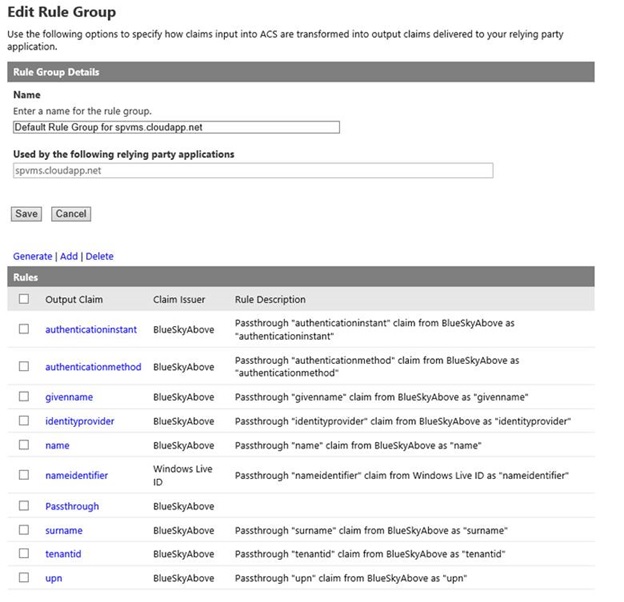 Edit Rule Group
Use the following options to specify how claims input into ACS are transformed into output claims delivered to your relying party
application.
Rule Group Details
Name
Enter a name for the rule group.
Default Rule Group for spvms.cloudapp.net
Used by the following relying party applications
spvms.cloudapp.net
Save Cancel
Generate | Add | Delete
Rules
Output Claim Claim Issuer Rule Description
authenticationinstant BlueSkyAbove Passthrough "authenticationinstant" claim from BlueSkyAbove as
"authenticationinstant"
authenticationmethod BlueSkyAbove Passthrough "authenticationmethod" claim from BlueSkyAbove as
"authenticationmethod"
givenname BlueSkyAbove Passthrough "givenname" claim from BlueSkyAbove as "givenname"
identityprovider BlueSkyAbove Passthrough "identityprovider" claim from BlueSkyAbove as "identityprovider"
name BlueSkyAbove Passthrough "name" claim from BlueSkyAbove as "name"
nameidentifier Windows Live
ID Passthrough "nameidentifier" claim from Windows Live ID as "nameidentifier"
Passthrough BlueSkyAbove
surname BlueSkyAbove Passthrough "surname" claim from BlueSkyAbove as "surname"
tenantid BlueSkyAbove Passthrough "tenantid" claim from BlueSkyAbove as "tenantid"
upn BlueSkyAbove Passthrough "upn" claim from BlueSkyAbove as "upn"